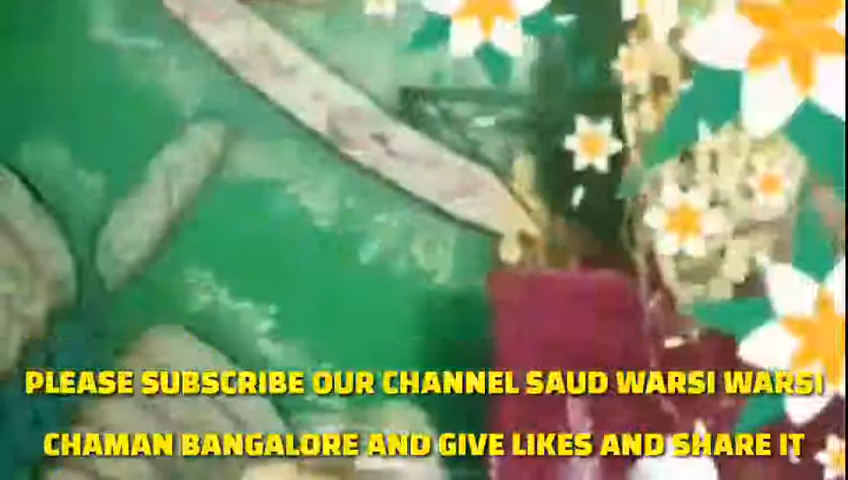 PLEASE SUBSCRIBE OUR CHANNEL SAUD WARSI WARSI
CHAMAN BANGALORE AND GIVE LIKES AND SHARE IT